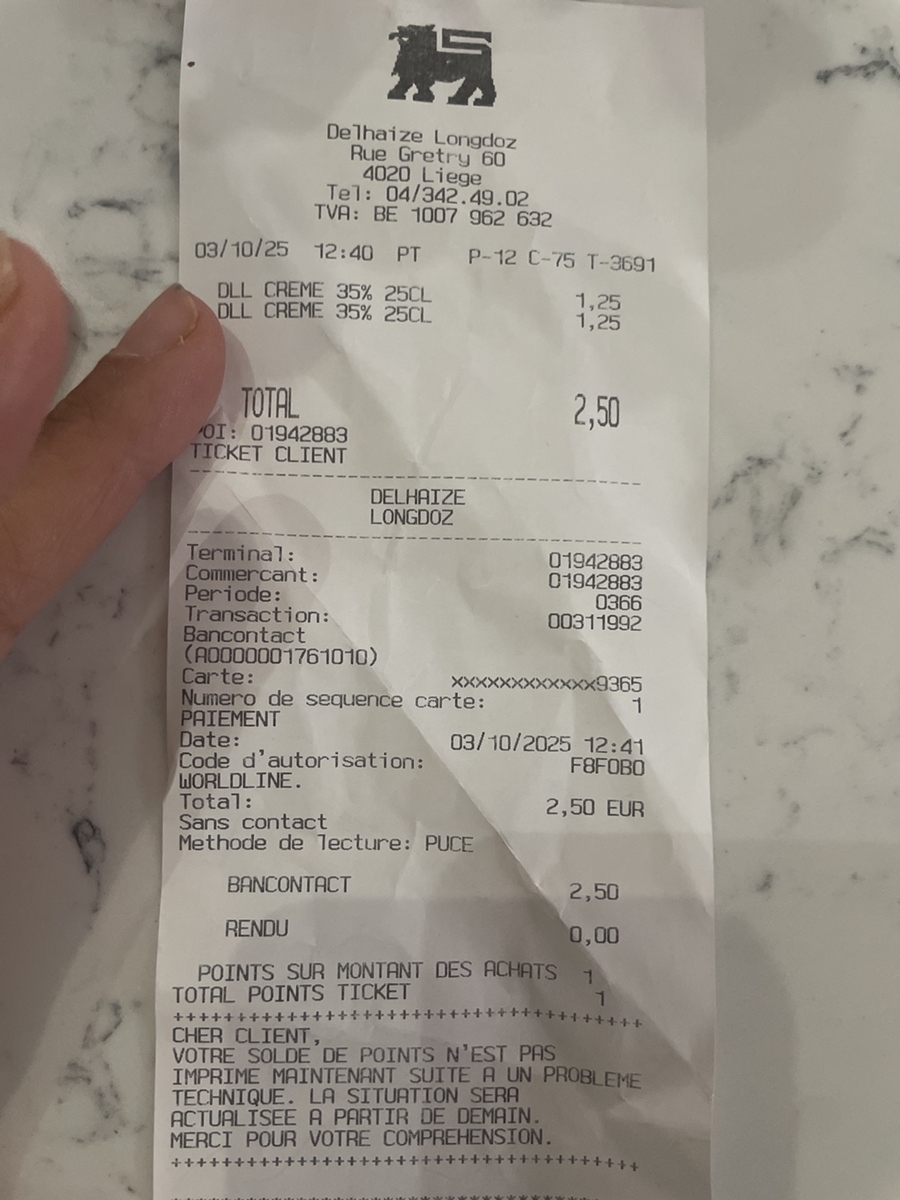 Delhaize Longdoz
Rue Gretry 60
4020 Liege
Tel: 04/342.49.02
TVA: BE 1007 962 632
03/10/25 12:40 PT P-12 C-75 T-3691
DLL CREME 35% 25CL 1,25
DLL CREME 35% 25CL 1,25
TOTAL 2,50
POI: 01942883
TICKET CLIENT
DELHAIZE
LONGDOZ
Terminal: 01942883
Commercant: 01942883
Periode: 0366
Transaction: 00311992
Bancontact
(A0000001761010)
Carte: xxxxxxxxxxxx9365
Numero de sequence carte: 1
PAIEMENT
Date: 03/10/2025 12:41
Code d'autorisation: F8F0B0
WORLDLINE.
Total: 2,50 EUR
Sans contact
Methode de lecture: PUCE
BANCONTACT 2,50
RENDU 0,00
POINTS SUR MONTANT DES ACHATS 1
TOTAL POINTS TICKET 1
+++++++++++++++++++++++++++++++++++++++
CHER CLIENT,
VOTRE SOLDE DE POINTS N'EST PAS
IMPRIME MAINTENANT SUITE A UN PROBLEME
TECHNIQUE. LA SITUATION SERA
ACTUALISEE A PARTIR DE DEMAIN.
MERCI POUR VOTRE COMPREHENSION.
+++++++++++++++++++++++++++++++++++++++